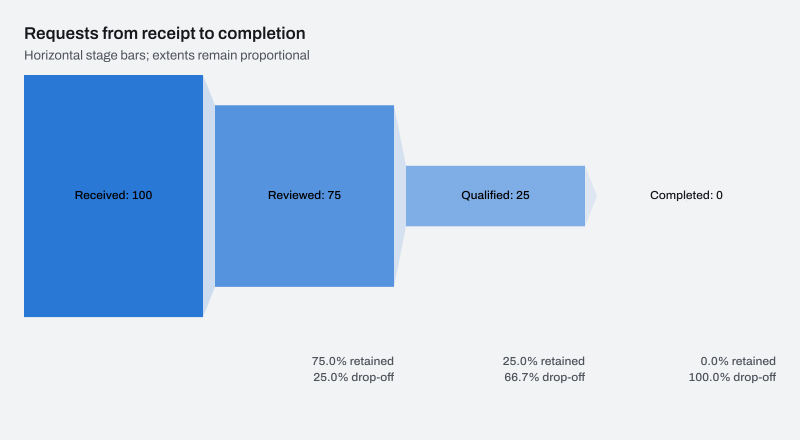 Requests from receipt to completion
Horizontal stage bars; extents remain proportional
Received: 100
Reviewed: 75
Qualified: 25
Completed: 0
75.0% retained
25.0% drop-off
25.0% retained
66.7% drop-off
0.0% retained
100.0% drop-off